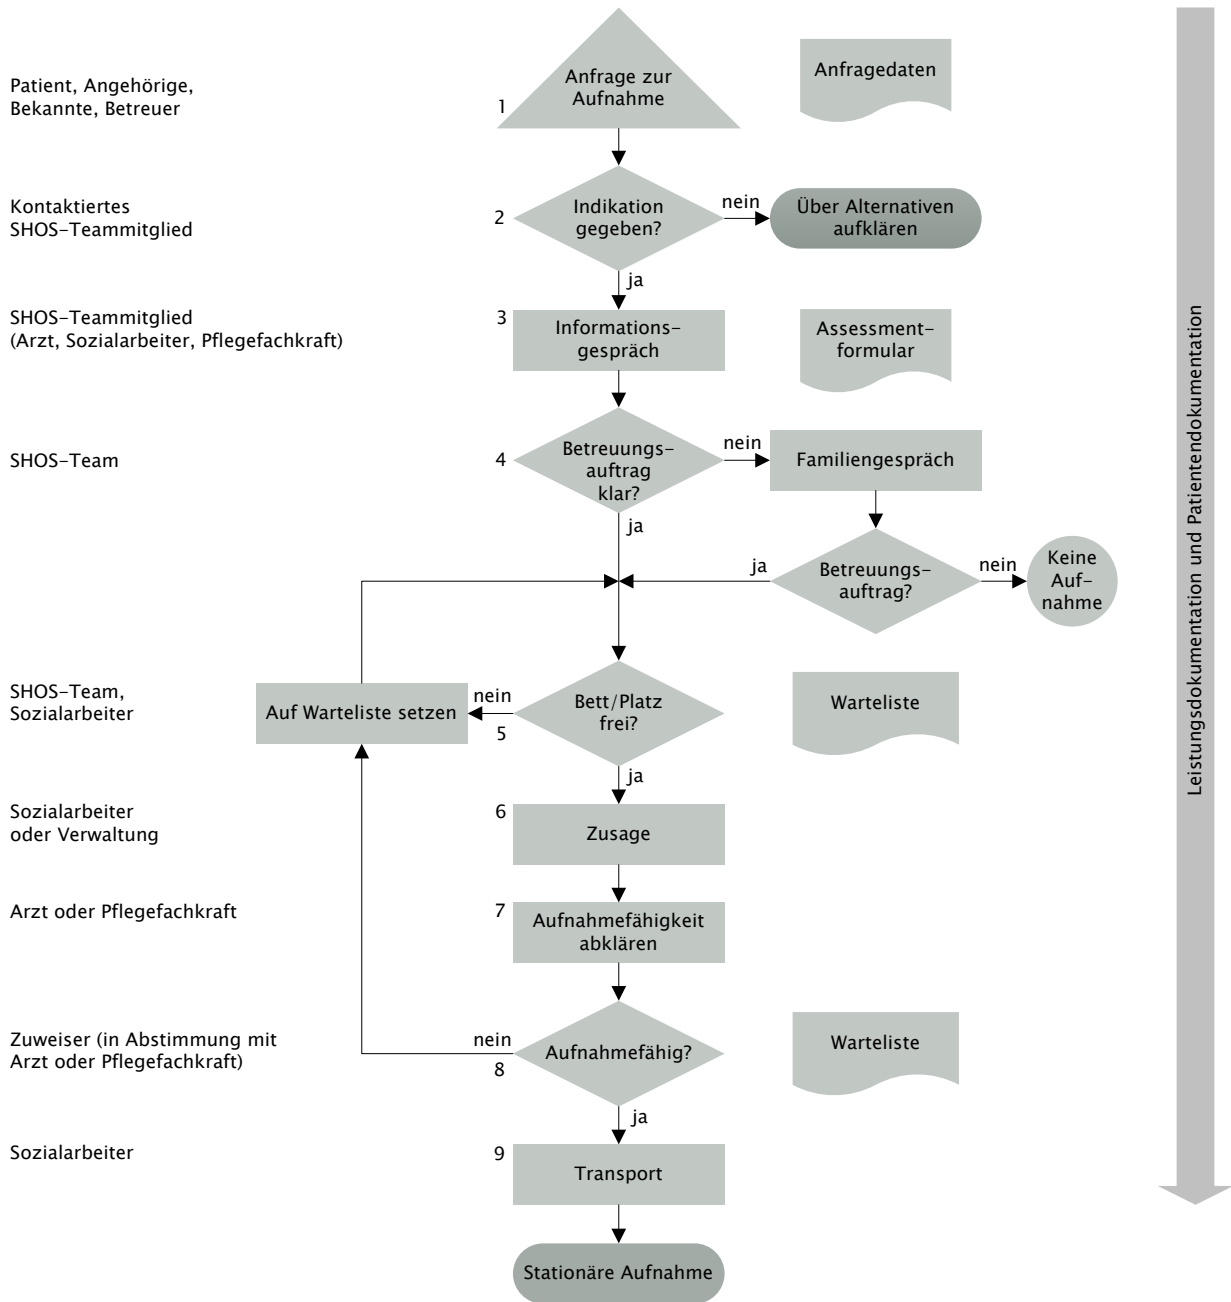 Patient, Angehörige,
Bekannte, Betreuer
1
Anfrage zur
Aufnahme
Anfragedaten
Kontaktiertes
SHOS-Teammitglied
2
Indikation
gegeben?
nein
Über Alternativen
aufklären
ja
SHOS-Teammitglied
(Arzt, Sozialarbeiter, Pflegefachkraft)
3
Informations-
gespräch
Assessment-
formular
SHOS-Team
4
Betreuungs-
auftrag
klar?
nein
Familiengespräch
ja
ja
Betreuungs-
auftrag?
nein
Keine
Auf-
nahme
SHOS-Team,
Sozialarbeiter
Auf Warteliste setzen
nein
5
Bett/Platz
frei?
Warteliste
ja
Sozialarbeiter
oder Verwaltung
6
Zusage
Arzt oder Pflegefachkraft
7
Aufnahmefähigkeit
abklären
Zuweiser (in Abstimmung mit
Arzt oder Pflegefachkraft)
nein
8
Aufnahmefähig?
Warteliste
ja
Sozialarbeiter
9
Transport
Stationäre Aufnahme
Leistungsdokumentation und Patientendokumentation